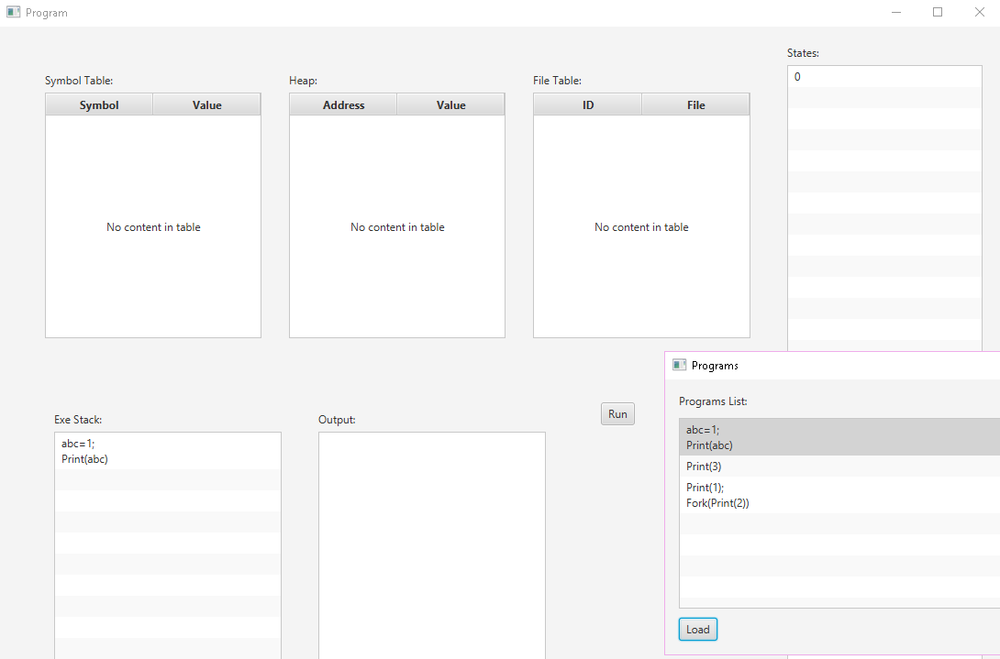 Program
States:
0
Symbol Table:
Symbol Value
No content in table
Heap:
Address Value
No content in table
File Table:
ID File
No content in table
Exe Stack:
abc=1;
Print(abc)
Output:
Run
Programs
Programs List:
abc=1;
Print(abc)
Print(3)
Print(1);
Fork(Print(2))
Load